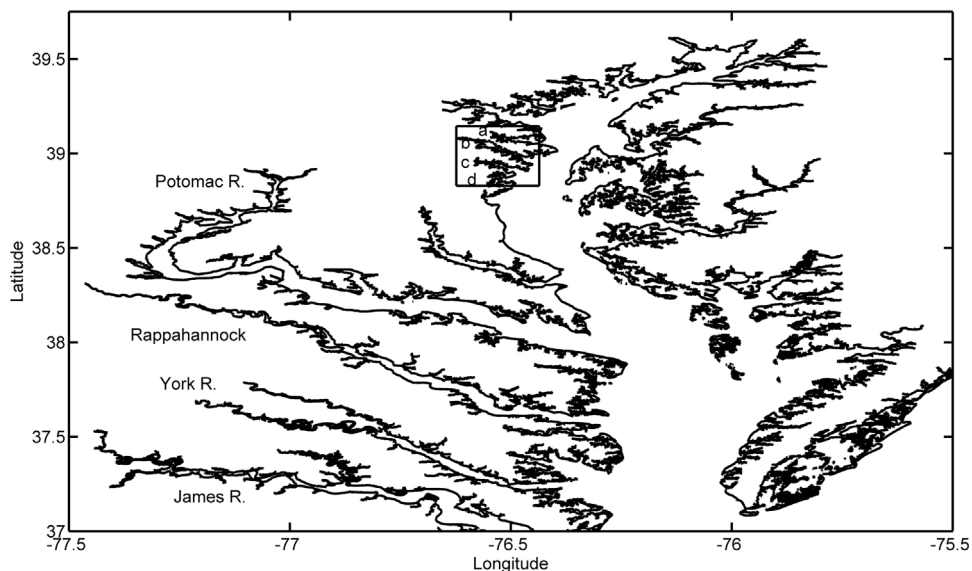 39.5
39
38.5
38
37.5
37
Latitude
a
b
c
d
Potomac R.
Rappahannock
York R.
James R.
-77.5
-77
-76.5
-76
-75.5
Longitude